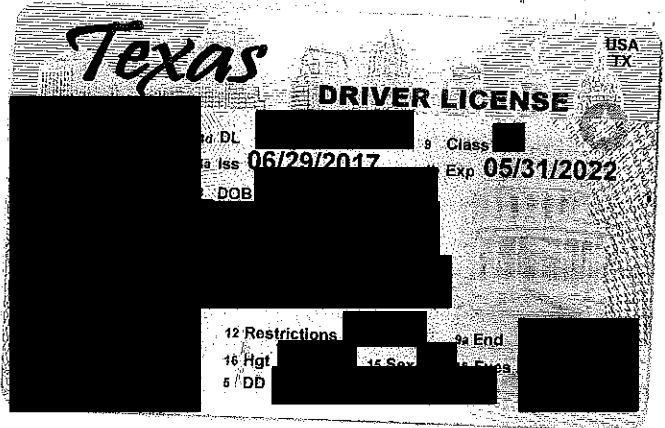 Texas
USA
TX
DRIVER LICENSE
DL
9 Class
Iss 06/29/2017 Exp 05/31/2022
DOB
12 Restrictions 9a End
16 Hgt 15 Sex Eyes
5 DD